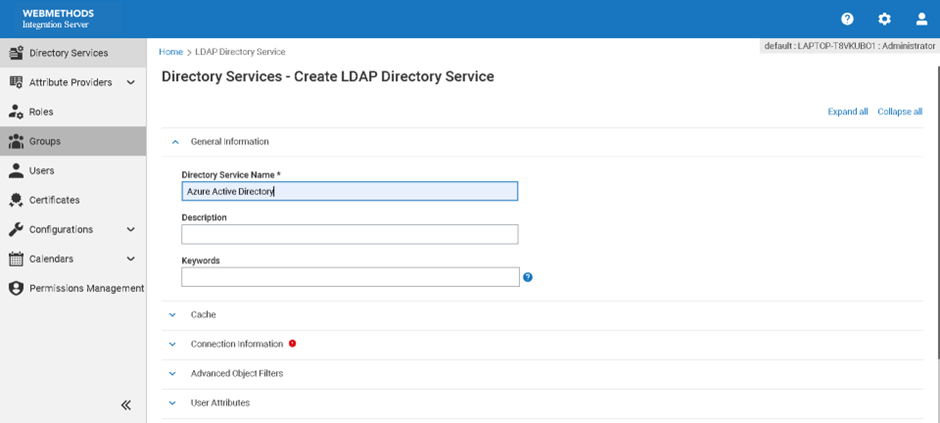 WEBMETHODS
Integration Server
default : LAPTOP-T8VKUBO1 : Administrator
Directory Services
Attribute Providers
Roles
Groups
Users
Certificates
Configurations
Calendars
Permissions Management
Home > LDAP Directory Service
Directory Services - Create LDAP Directory Service
Expand all Collapse all
General Information
Directory Service Name *
Azure Active Directory
Description
Keywords
Cache
Connection Information
Advanced Object Filters
User Attributes